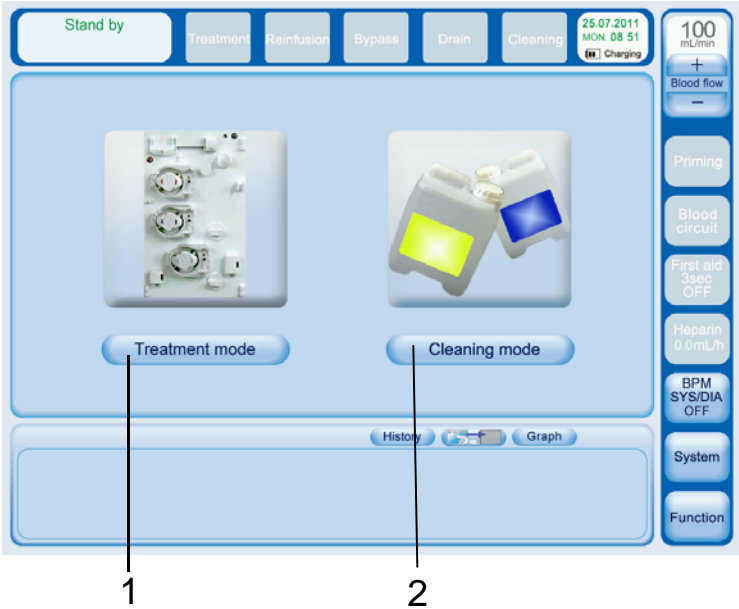 Stand by
Treatment
Reinfusion
Bypass
Drain
Cleaning
25.07.2011
MON. 08 51
Charging
100
mL/min
+
Blood flow
−
Priming
Blood
circuit
First aid
3sec
OFF
Heparin
0.0mL/h
BPM
SYS/DIA
OFF
System
Function
Treatment mode
Cleaning mode
History
Graph
1
2